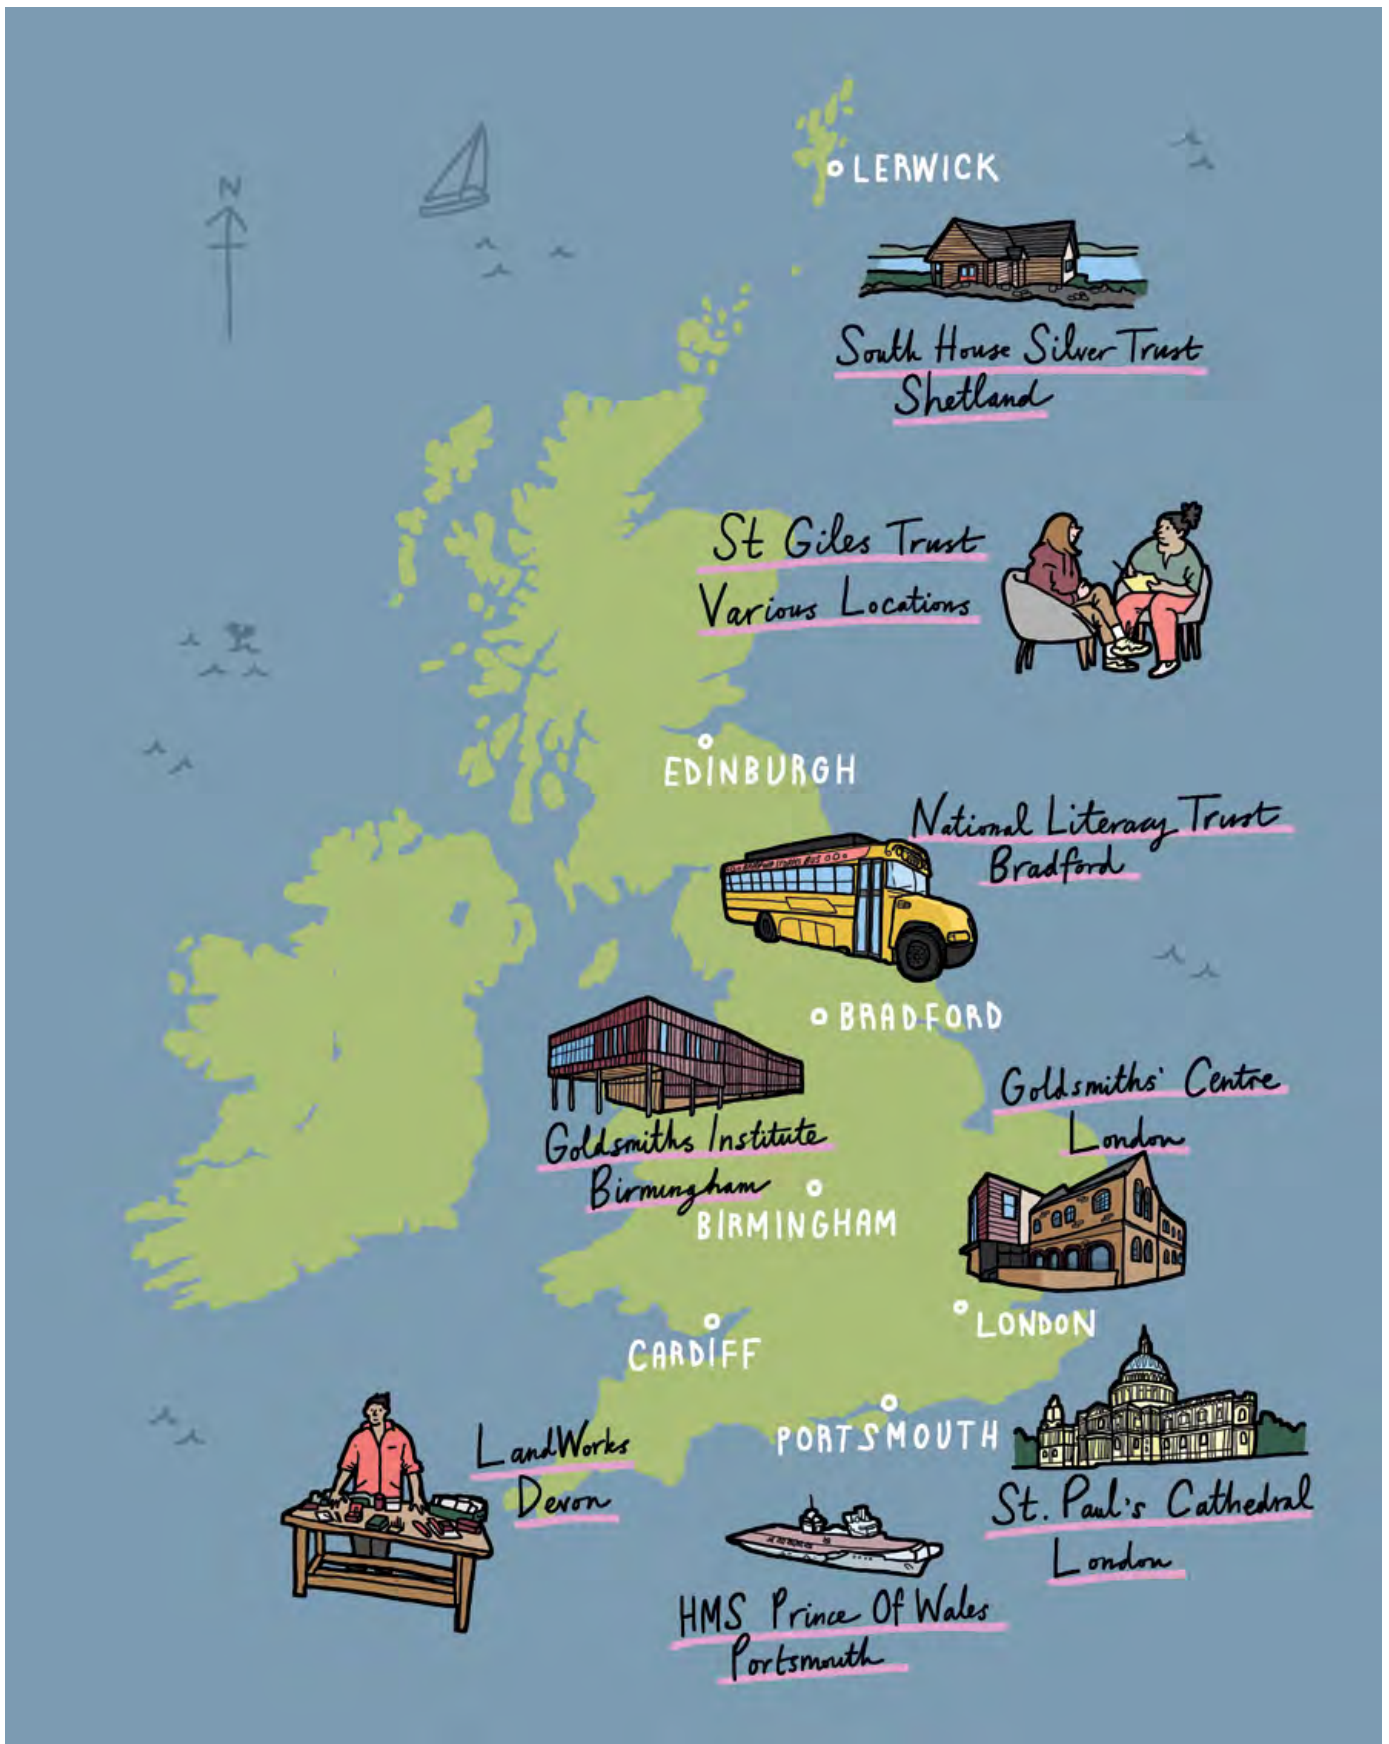 N
LERWICK
South House Silver Trust
Shetland
St Giles Trust
Various Locations
EDINBURGH
National Literacy Trust
Bradford
BRADFORD
Goldsmiths' Centre
London
Goldsmiths Institute
Birmingham
BIRMINGHAM
LONDON
CARDIFF
PORTSMOUTH
LandWorks
Devon
St. Paul's Cathedral
London
HMS Prince Of Wales
Portsmouth